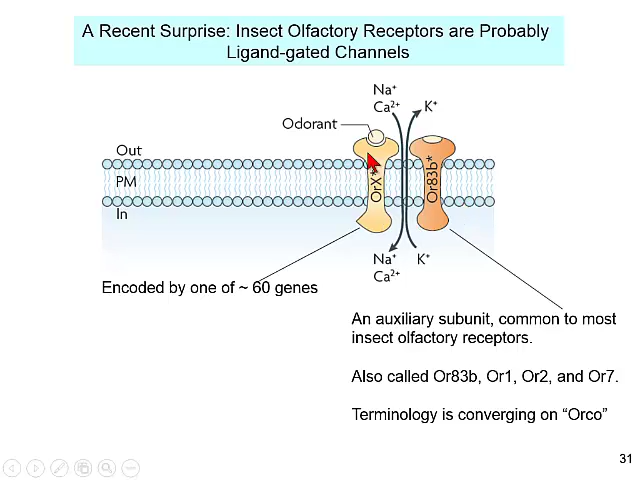 A Recent Surprise: Insect Olfactory Receptors are Probably
Ligand-gated Channels
Na⁺
Ca²⁺
K⁺
Odorant
Out
PM
In
OrX*
Or83b*
Na⁺
Ca²⁺
K⁺
Encoded by one of ~ 60 genes
An auxiliary subunit, common to most
insect olfactory receptors.
Also called Or83b, Or1, Or2, and Or7.
Terminology is converging on “Orco”
31